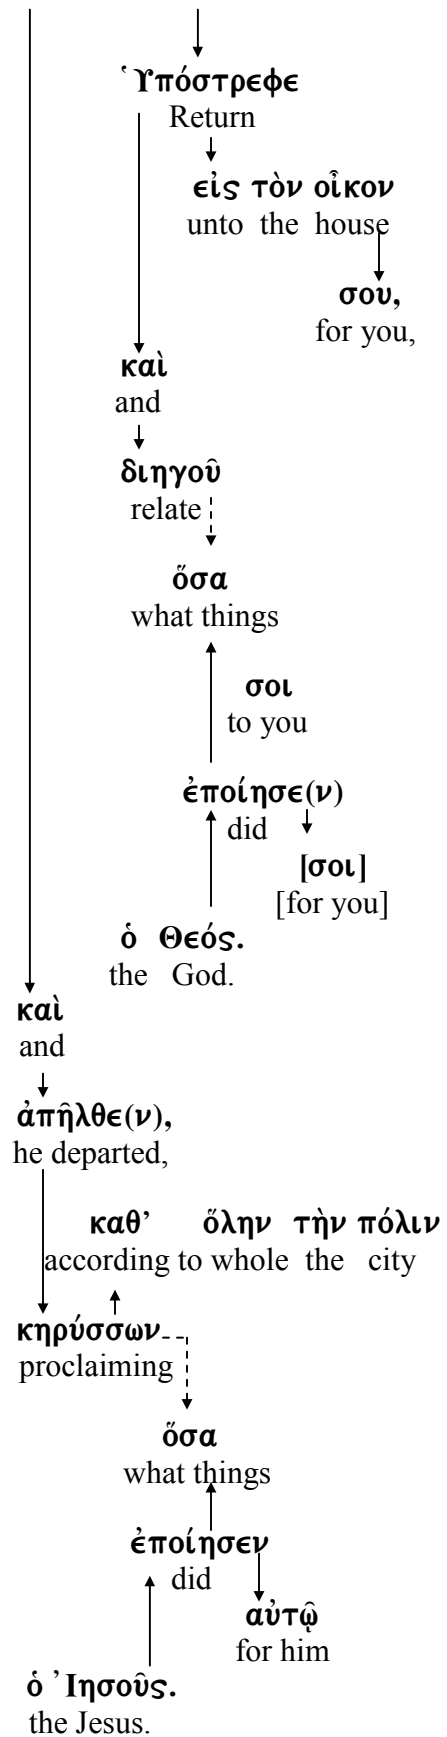 Ὑπόστρεφε
Return
εἰς τὸν οἶκον
unto the house
σου,
for you,
καὶ
and
διηγοῦ
relate
ὅσα
what things
σοι
to you
ἐποίησε(ν)
did
[σοι]
[for you]
ὁ Θεός.
the God.
καὶ
and
ἀπῆλθε(ν),
he departed,
καθ’ ὅλην τὴν πόλιν
according to whole the city
κηρύσσων
proclaiming
ὅσα
what things
ἐποίησεν
did
αὐτῷ
for him
ὁ Ἰησοῦς.
the Jesus.